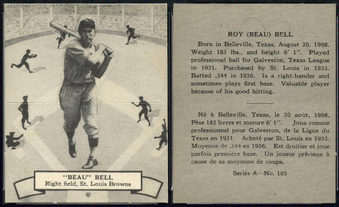 "BEAU" BELL
Right field, St. Louis Browns
ROY (BEAU) BELL
Born in Belleville, Texas, August 20, 1908.
Weight 185 lbs., and height 6' 1". Played
professional ball for Galveston, Texas League
in 1931. Purchased by St. Louis in 1935.
Batted .344 in 1936. Is a right-hander and
sometimes plays first base. Valuable player
because of his good hitting.
Né à Belleville, Texas, le 20 août, 1908.
Pèse 185 livres et mesure 6' 1". Joua comme
professionnel pour Galveston, de la Ligue du
Texas en 1931. Acheté par St. Louis en 1935.
Moyenne de .344 en 1936. Est droitier et joue
parfois première base. Un joueur précieux à
cause de sa moyenne de coups.
Series A—No. 105